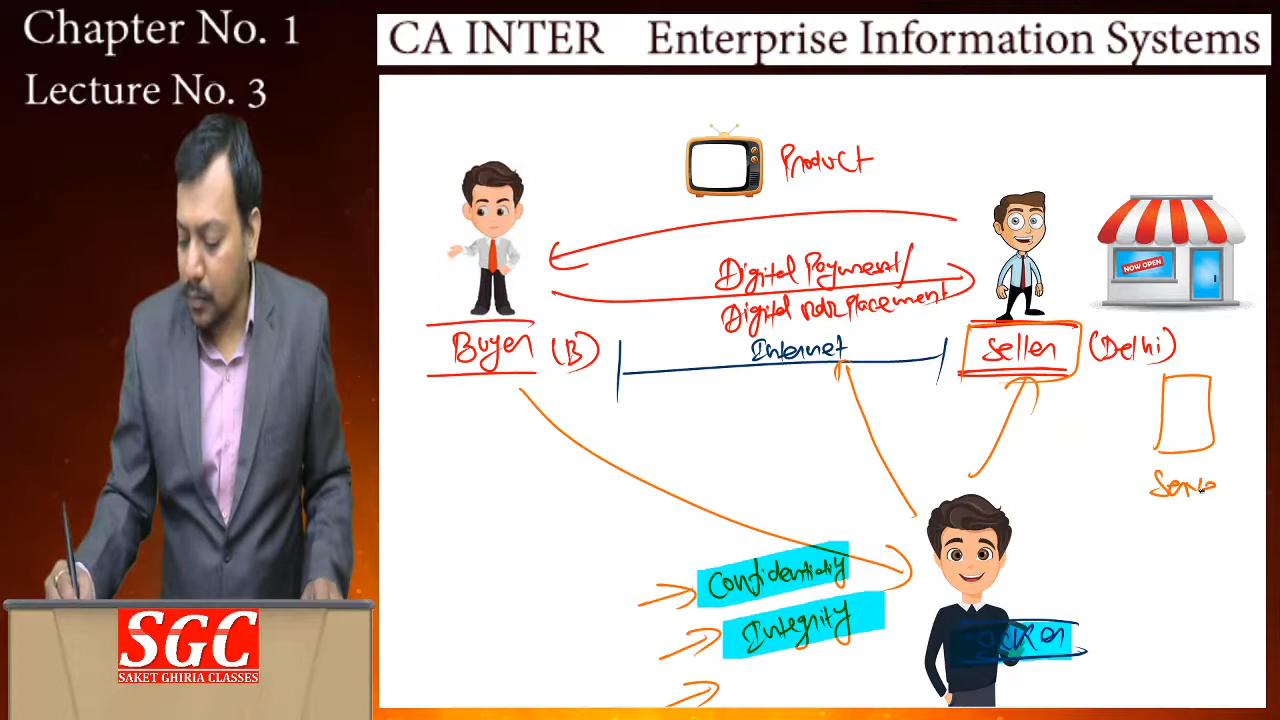 Chapter No. 1
Lecture No. 3
CA INTER Enterprise Information Systems
Product
NOW OPEN
Digital Payment/
Digital Placement
Internet
Buyer (B)
Seller (Delhi)
Confidentiality
Integrity
SGC
SAKET GHIRIA CLASSES